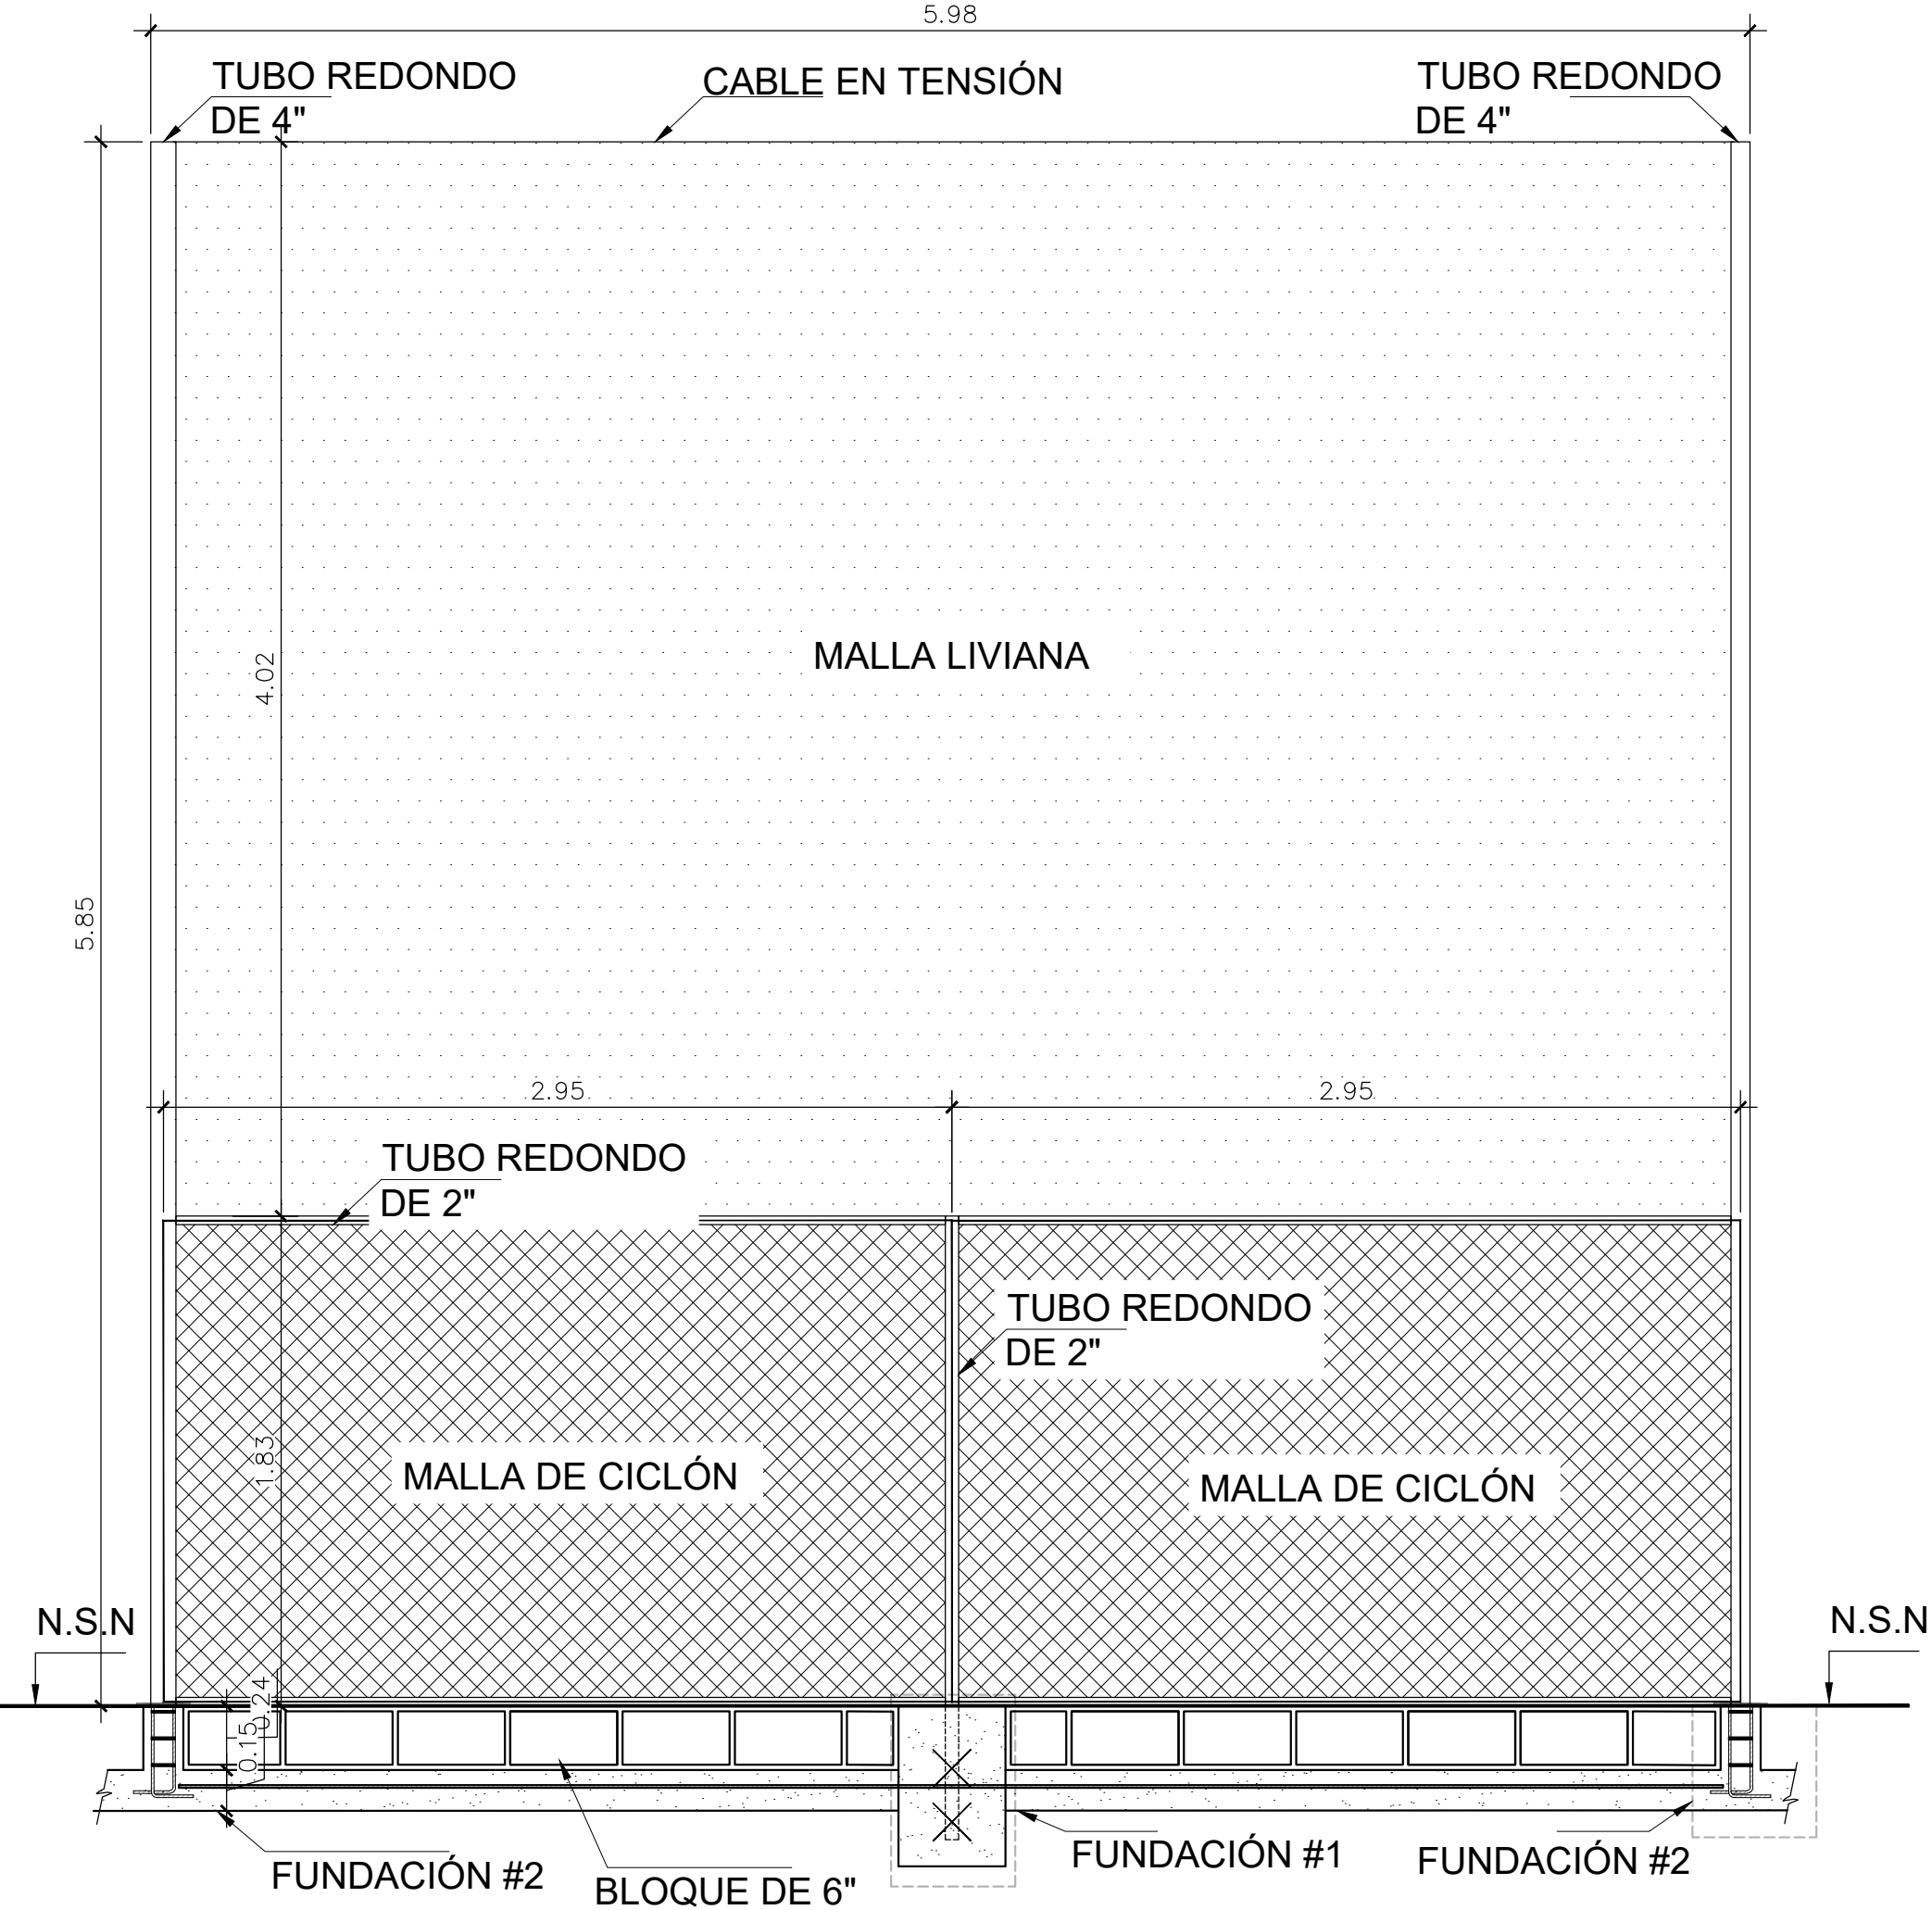 5.98
TUBO REDONDO
DE 4"
CABLE EN TENSIÓN
TUBO REDONDO
DE 4"
MALLA LIVIANA
4.02
5.85
2.95
2.95
TUBO REDONDO
DE 2"
TUBO REDONDO
DE 2"
1.83
MALLA DE CICLÓN
MALLA DE CICLÓN
N.S.N
N.S.N
0.24
0.15
FUNDACIÓN #2
BLOQUE DE 6"
FUNDACIÓN #1
FUNDACIÓN #2